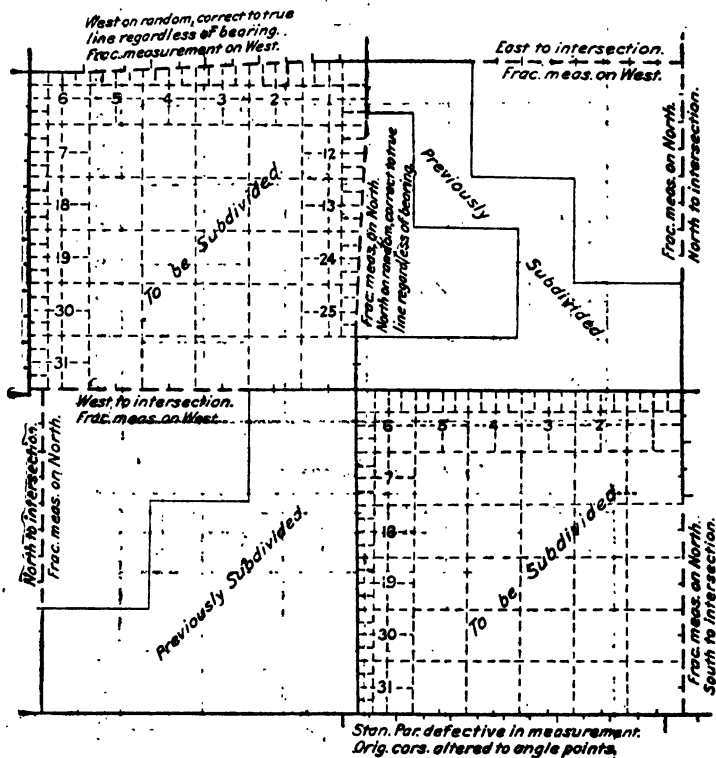 West on random, correct to true
line regardless of bearing.
Frac. measurement on West.
East to intersection.
Frac. meas. on West.
6 5 4 3 2
7
18
19
30
31
12
13
24
25
To be Subdivided.
Frac. meas. on North.
North on random, correct to true
line regardless of bearing.
Previously
Subdivided.
Frac. meas. on North.
North to intersection.
West to intersection.
Frac. meas. on West.
North to intersection.
Frac. meas. on North.
Previously Subdivided.
6 5 4 3 2
7
18
19
30
31
To be Subdivided.
Frac. meas. on North.
South to intersection.
Stan. Par. defective in measurement.
Orig. cors. altered to angle points.